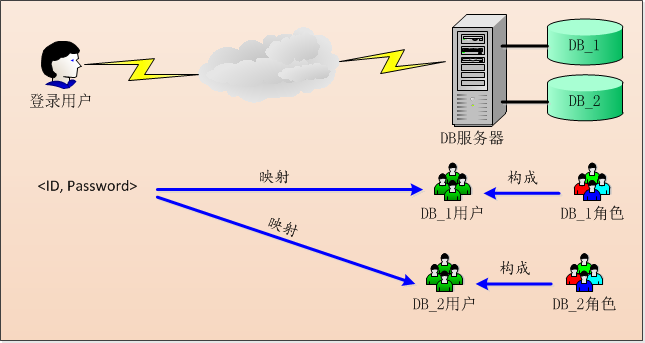 DB_1
登录用户
DB_2
DB服务器
<ID, Password>
映射
构成
DB_1用户
DB_1角色
映射
构成
DB_2用户
DB_2角色